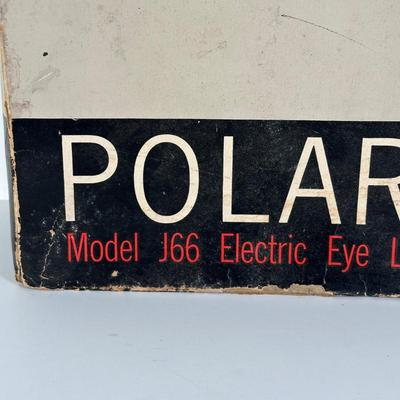 POLAR
Model J66 Electric Eye L